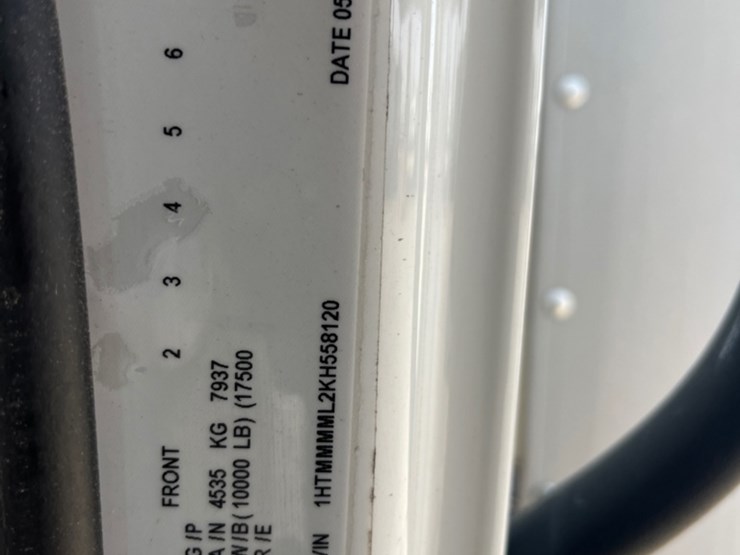 FRONT 2 3 4 5 6
G/P
A/N 4535 KG 7937
W/B (10000 LB) (17500
R/E
VIN 1HTMMMML2KH558120 DATE 05